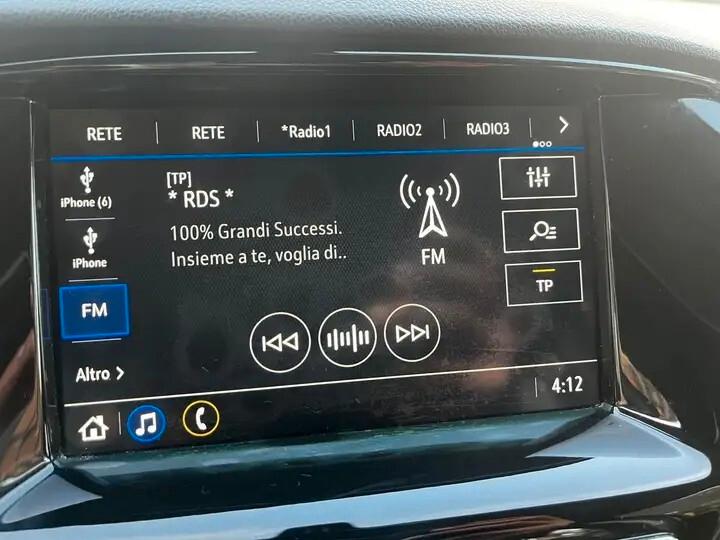 RETE RETE *Radio1 RADIO2 RADIO3
iPhone (6)
[TP]
* RDS *
100% Grandi Successi.
Insieme a te, voglia di..
iPhone
FM
FM
TP
Altro
4:12